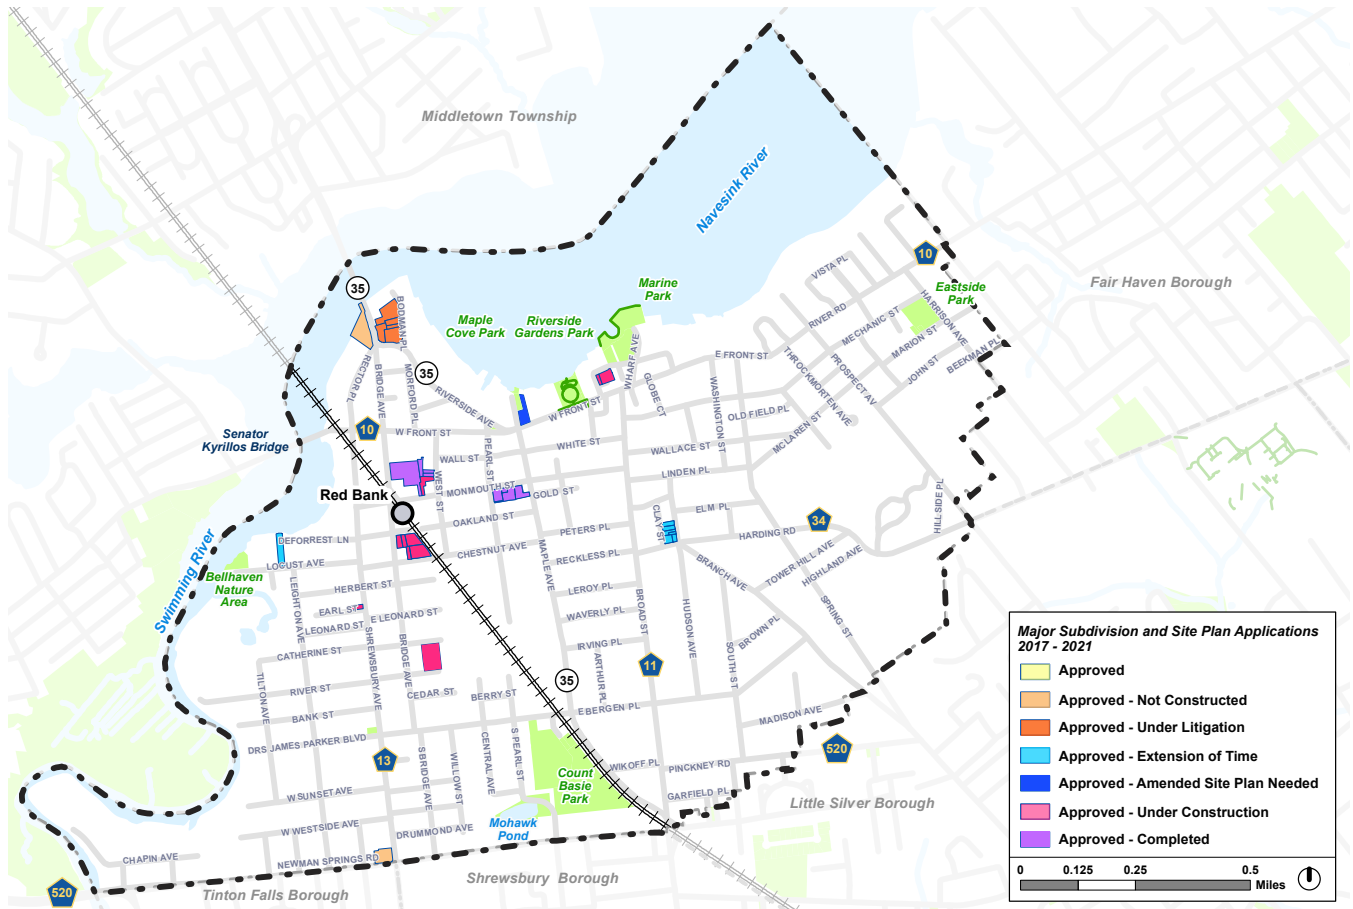 Middletown Township
Navesink River
Fair Haven Borough
10
Eastside
Park
VISTA PL
RIVER RD
MECHANIC ST
HARRISON AVE
MARION ST
JOHN ST
BEEKMAN PL
Marine
Park
Maple
Cove Park
Riverside
Gardens Park
35
BODMAN PL
RECTOR PL
BRIDGE AVE
MORFORD PL
35
RIVERSIDE AVE
W FRONT ST
WHARF AVE
GLOBE CT
E FRONT ST
WASHINGTON ST
THROCKMORTEN AVE
PROSPECT AV
OLD FIELD PL
MCLAREN ST
10
W FRONT ST
Senator
Kyrillos Bridge
WALL ST
PEARL ST
WHITE ST
WALLACE ST
LINDEN PL
WEST ST
MONMOUTH ST
GOLD ST
Red Bank
OAKLAND ST
PETERS PL
CLAY ST
ELM PL
34
HARDING RD
HILLSIDE PL
DEFORREST LN
CHESTNUT AVE
MAPLE AVE
RECKLESS PL
BRANCH AVE
TOWER HILL AVE
HIGHLAND AVE
Swimming River
LOCUST AVE
Bellhaven
Nature
Area
LEIGHTON AVE
HERBERT ST
EARL ST
E LEONARD ST
LEONARD ST
LEROY PL
WAVERLY PL
BROAD ST
HUDSON AVE
SPRING ST
BROWN PL
SHREWSBURY AVE
BRIDGE AVE
CATHERINE ST
IRVING PL
ARTHUR PL
SOUTH ST
11
35
TILTON AVE
RIVER ST
CEDAR ST
BERRY ST
BANK ST
E BERGEN PL
MADISON AVE
DRS JAMES PARKER BLVD
13
S BRIDGE AVE
WILLOW ST
CENTRAL AVE
S PEARL ST
520
WIKOFF PL
PINCKNEY RD
Count
Basie
Park
GARFIELD PL
W SUNSET AVE
Little Silver Borough
W WESTSIDE AVE
DRUMMOND AVE
Mohawk
Pond
CHAPIN AVE
NEWMAN SPRINGS RD
520
Tinton Falls Borough
Shrewsbury Borough
Major Subdivision and Site Plan Applications
2017 - 2021
Approved
Approved - Not Constructed
Approved - Under Litigation
Approved - Extension of Time
Approved - Amended Site Plan Needed
Approved - Under Construction
Approved - Completed
0 0.125 0.25 0.5
Miles